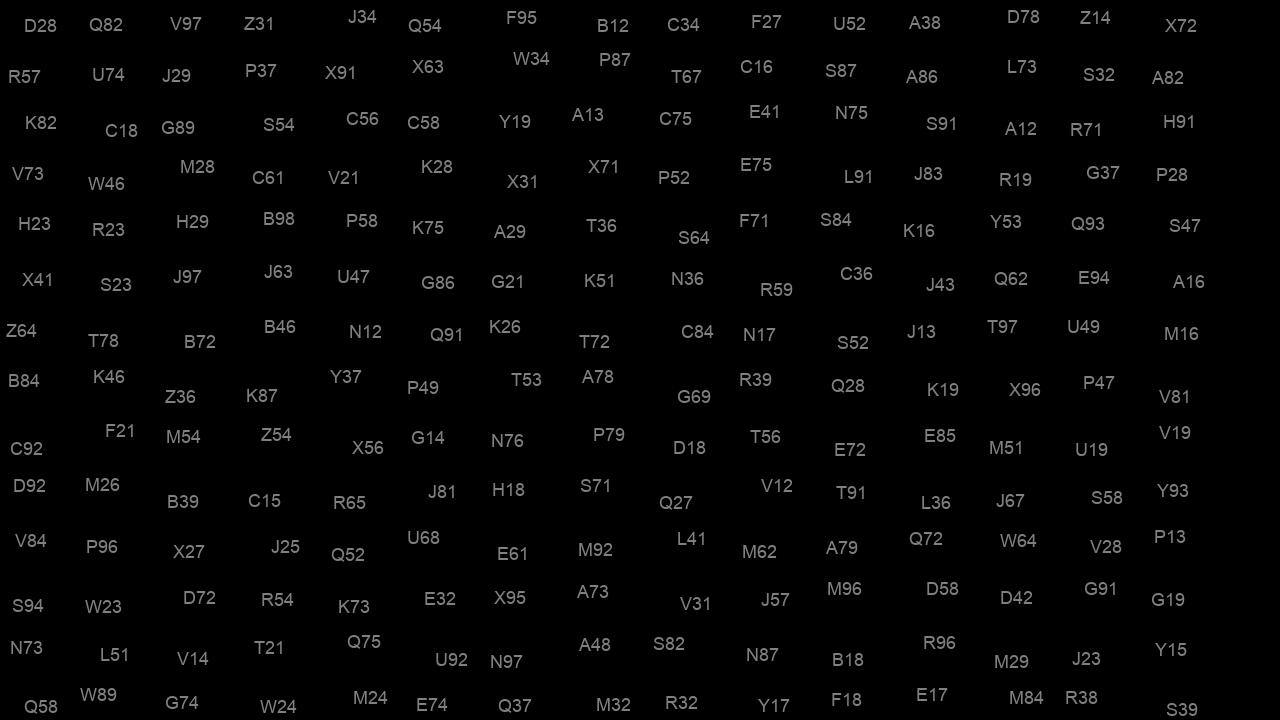 D28 Q82 V97 Z31 J34 Q54 F95 B12 C34 F27 U52 A38 D78 Z14 X72
R57 U74 J29 P37 X91 X63 W34 P87 T67 C16 S87 A86 L73 S32 A82
K82 C18 G89 S54 C56 C58 Y19 A13 C75 E41 N75 S91 A12 R71 H91
V73 W46 M28 C61 V21 K28 X31 X71 P52 E75 L91 J83 R19 G37 P28
H23 R23 H29 B98 P58 K75 A29 T36 S64 F71 S84 K16 Y53 Q93 S47
X41 S23 J97 J63 U47 G86 G21 K51 N36 R59 C36 J43 Q62 E94 A16
Z64 T78 B72 B46 N12 Q91 K26 T72 C84 N17 S52 J13 T97 U49 M16
B84 K46 Z36 K87 Y37 P49 T53 A78 G69 R39 Q28 K19 X96 P47 V81
C92 F21 M54 Z54 X56 G14 N76 P79 D18 T56 E72 E85 M51 U19 V19
D92 M26 B39 C15 R65 J81 H18 S71 Q27 V12 T91 L36 J67 S58 Y93
V84 P96 X27 J25 Q52 U68 E61 M92 L41 M62 A79 Q72 W64 V28 P13
S94 W23 D72 R54 K73 E32 X95 A73 V31 J57 M96 D58 D42 G91 G19
N73 L51 V14 T21 Q75 U92 N97 A48 S82 N87 B18 R96 M29 J23 Y15
Q58 W89 G74 W24 M24 E74 Q37 M32 R32 Y17 F18 E17 M84 R38 S39